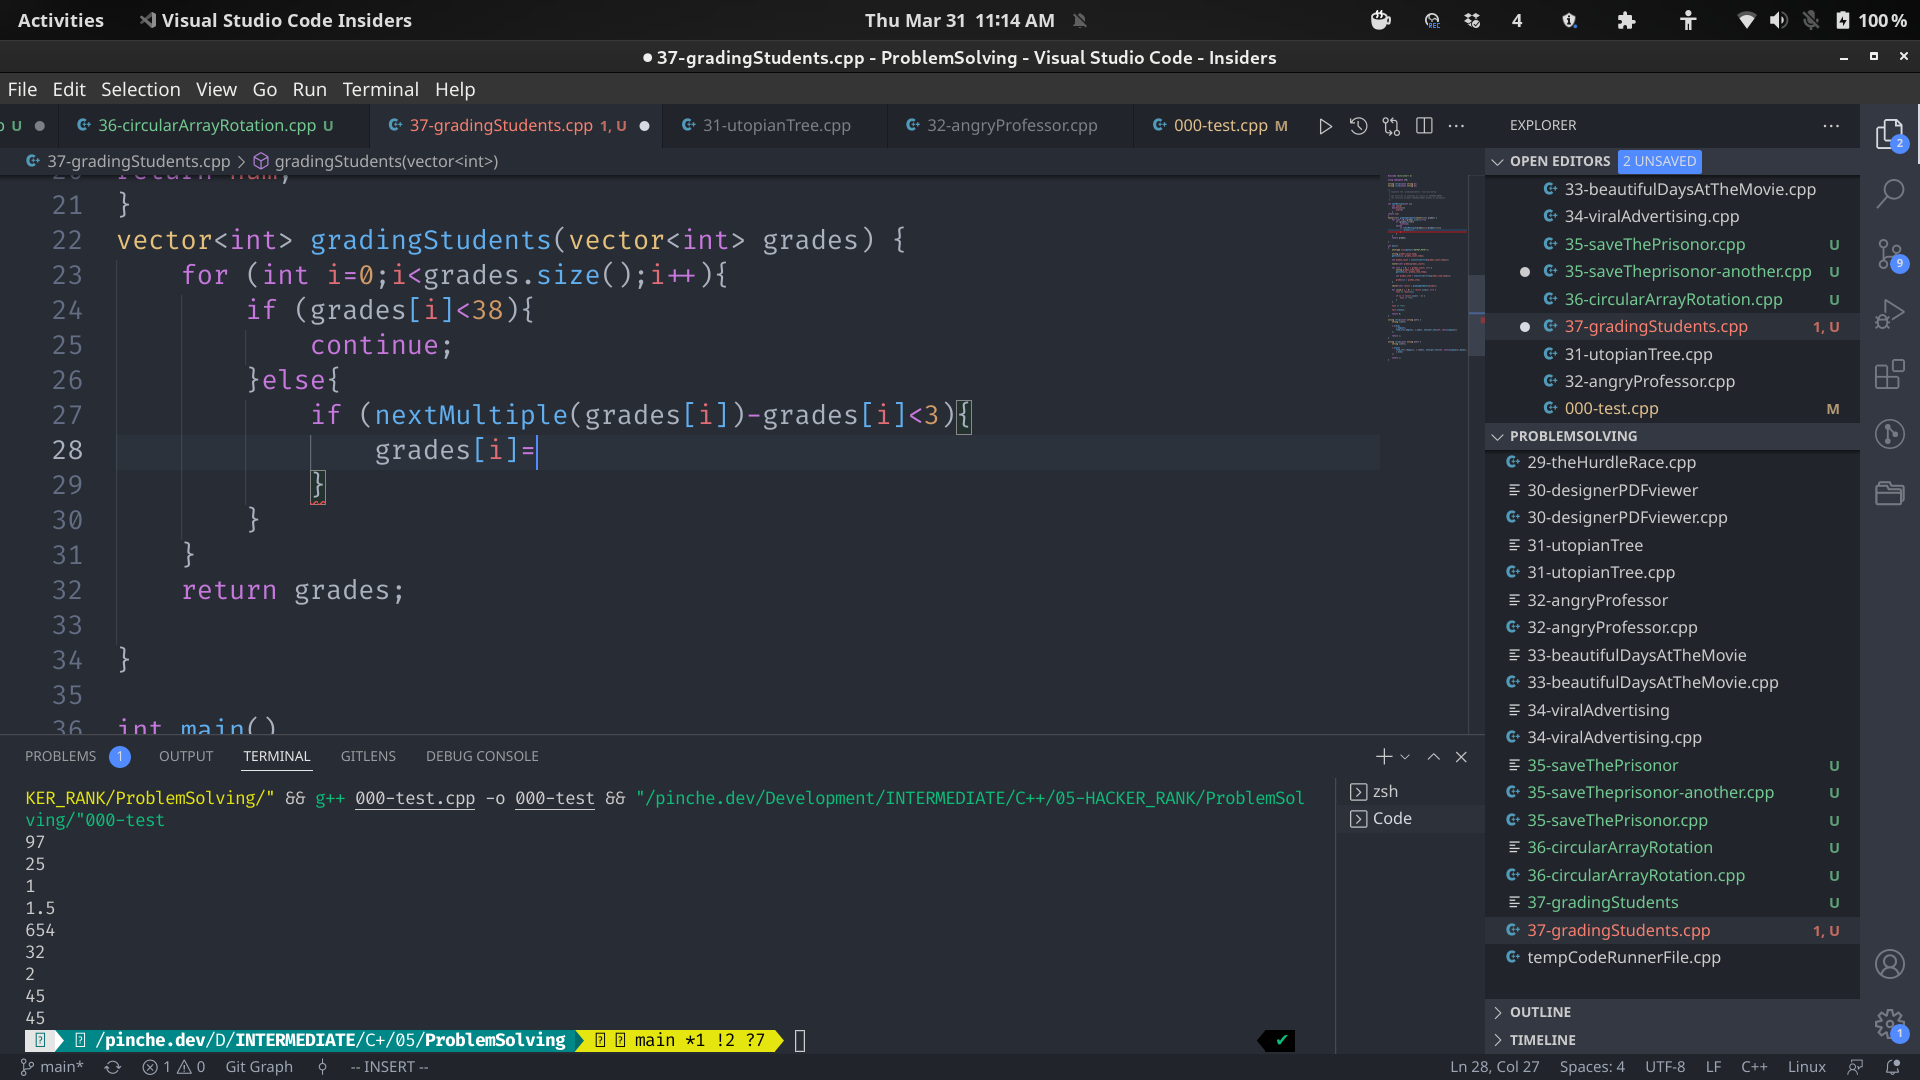 Activities
Visual Studio Code Insiders
Thu Mar 31 11:14 AM
4
100 %
● 37-gradingStudents.cpp - ProblemSolving - Visual Studio Code - Insiders
File Edit Selection View Go Run Terminal Help
U
36-circularArrayRotation.cpp U
37-gradingStudents.cpp 1, U
31-utopianTree.cpp
32-angryProfessor.cpp
000-test.cpp M
37-gradingStudents.cpp > gradingStudents(vector<int>)
20 return num;
21 }
22 vector<int> gradingStudents(vector<int> grades) {
23 for (int i=0;i<grades.size();i++){
24 if (grades[i]<38){
25 continue;
26 }else{
27 if (nextMultiple(grades[i])-grades[i]<3){
28 grades[i]=
29 }
30 }
31 }
32 return grades;
33
34 }
35
36 int main()
PROBLEMS 1 OUTPUT TERMINAL GITLENS DEBUG CONSOLE
KER_RANK/ProblemSolving/" && g++ 000-test.cpp -o 000-test && "/pinche.dev/Development/INTERMEDIATE/C++/05-HACKER_RANK/ProblemSol
ving/"000-test
97
25
1
1.5
654
32
2
45
45
/pinche.dev/D/INTERMEDIATE/C+/05/ProblemSolving main *1 !2 ?7
zsh
Code
EXPLORER
OPEN EDITORS 2 UNSAVED
33-beautifulDaysAtTheMovie.cpp
34-viralAdvertising.cpp
35-saveThePrisonor.cpp U
35-saveTheprisonor-another.cpp U
36-circularArrayRotation.cpp U
37-gradingStudents.cpp 1, U
31-utopianTree.cpp
32-angryProfessor.cpp
000-test.cpp M
PROBLEMSOLVING
29-theHurdleRace.cpp
30-designerPDFviewer
30-designerPDFviewer.cpp
31-utopianTree
31-utopianTree.cpp
32-angryProfessor
32-angryProfessor.cpp
33-beautifulDaysAtTheMovie
33-beautifulDaysAtTheMovie.cpp
34-viralAdvertising
34-viralAdvertising.cpp
35-saveThePrisonor U
35-saveTheprisonor-another.cpp U
35-saveThePrisonor.cpp U
36-circularArrayRotation U
36-circularArrayRotation.cpp U
37-gradingStudents U
37-gradingStudents.cpp 1, U
tempCodeRunnerFile.cpp
OUTLINE
TIMELINE
2
9
1
main* 1 0 Git Graph -- INSERT --
Ln 28, Col 27 Spaces: 4 UTF-8 LF C++ Linux